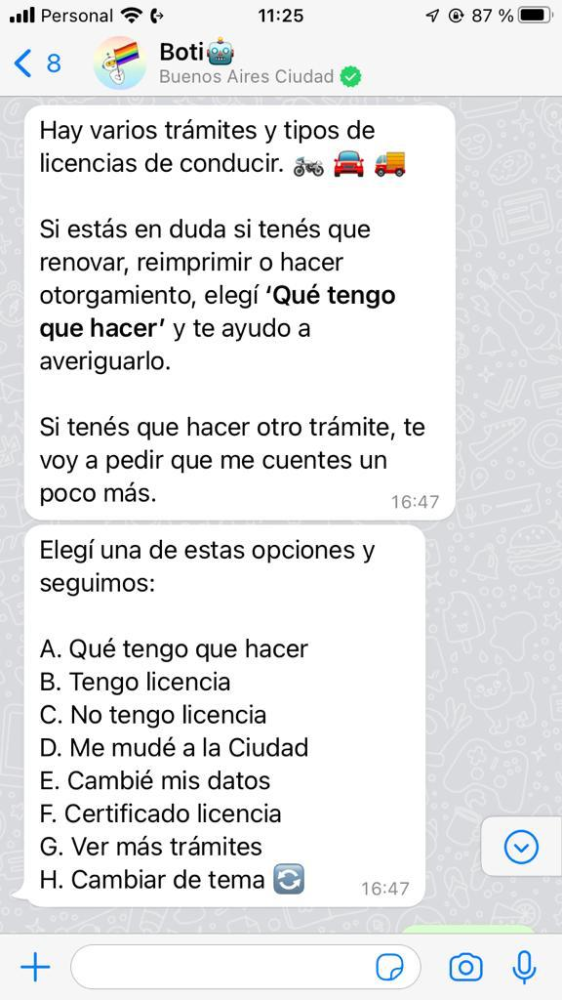 Personal 11:25 87 %
8 Boti
Buenos Aires Ciudad
Hay varios trámites y tipos de
licencias de conducir.
Si estás en duda si tenés que
renovar, reimprimir o hacer
otorgamiento, elegí ‘Qué tengo
que hacer’ y te ayudo a
averiguarlo.
Si tenés que hacer otro trámite, te
voy a pedir que me cuentes un
poco más.
16:47
Elegí una de estas opciones y
seguimos:
A. Qué tengo que hacer
B. Tengo licencia
C. No tengo licencia
D. Me mudé a la Ciudad
E. Cambié mis datos
F. Certificado licencia
G. Ver más trámites
H. Cambiar de tema
16:47